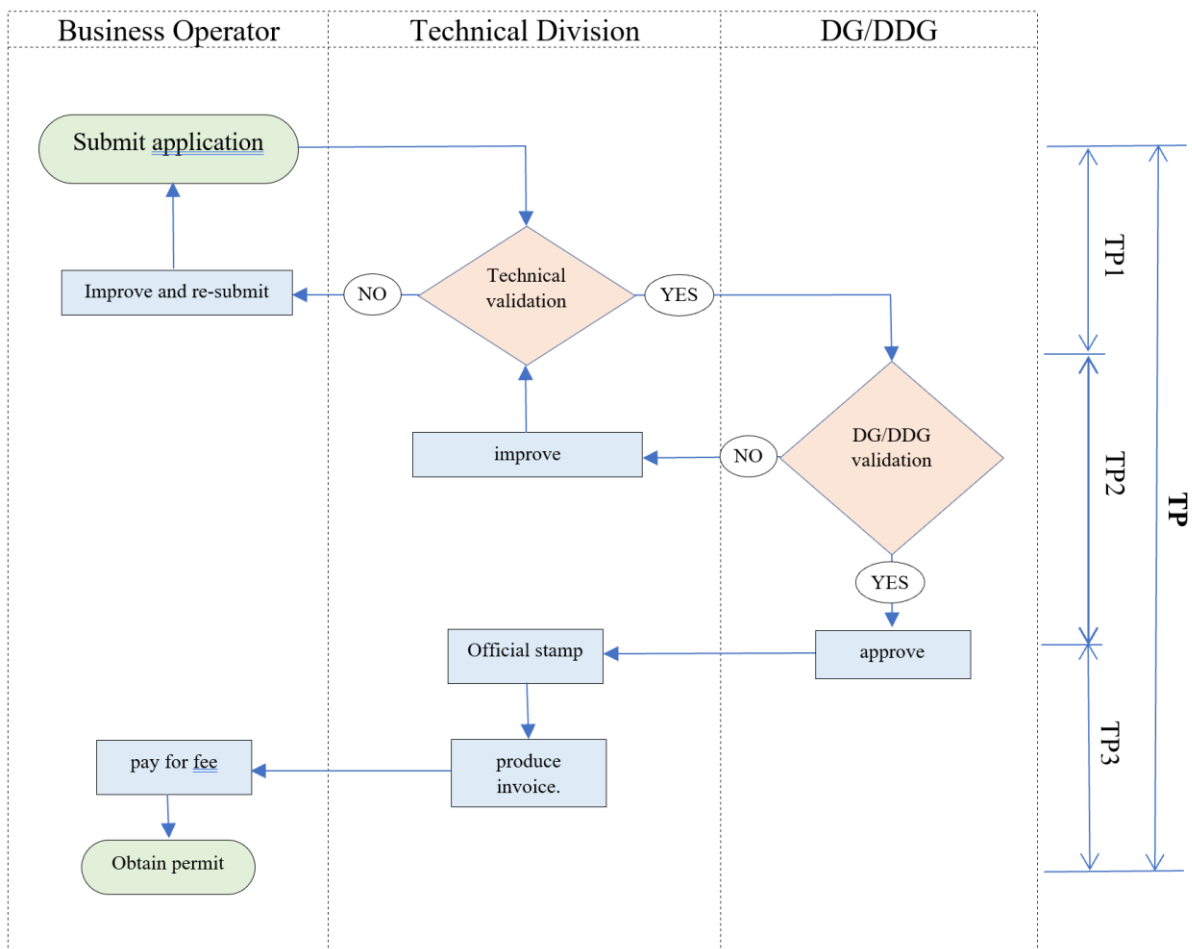 Business Operator
Technical Division
DG/DDG
Submit application
Technical
validation
NO
YES
Improve and re-submit
TP1
DG/DDG
validation
NO
improve
TP2
TP
YES
approve
Official stamp
produce
invoice.
pay for fee
TP3
Obtain permit